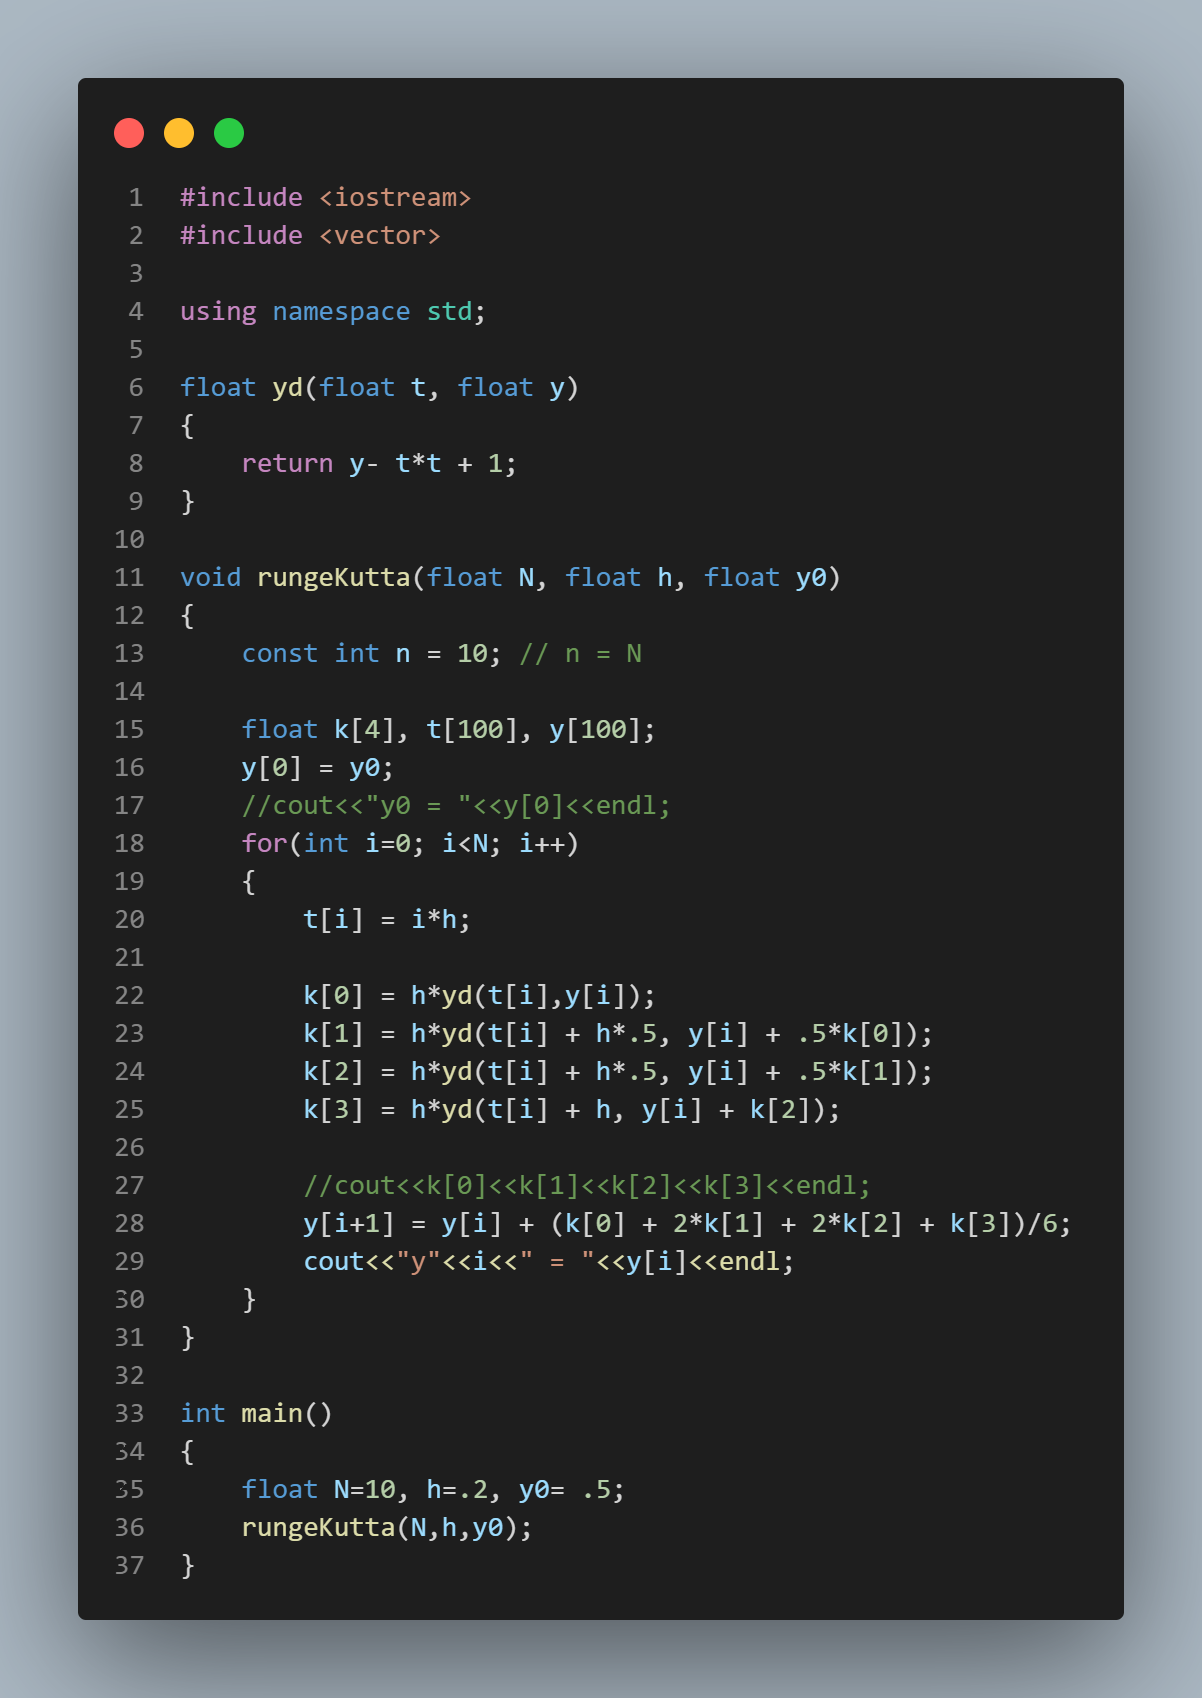 1 #include <iostream>
2 #include <vector>
3
4 using namespace std;
5
6 float yd(float t, float y)
7 {
8     return y- t*t + 1;
9 }
10
11 void rungeKutta(float N, float h, float y0)
12 {
13     const int n = 10; // n = N
14
15     float k[4], t[100], y[100];
16     y[0] = y0;
17     //cout<<"y0 = "<<y[0]<<endl;
18     for(int i=0; i<N; i++)
19     {
20         t[i] = i*h;
21
22         k[0] = h*yd(t[i],y[i]);
23         k[1] = h*yd(t[i] + h*.5, y[i] + .5*k[0]);
24         k[2] = h*yd(t[i] + h*.5, y[i] + .5*k[1]);
25         k[3] = h*yd(t[i] + h, y[i] + k[2]);
26
27         //cout<<k[0]<<k[1]<<k[2]<<k[3]<<endl;
28         y[i+1] = y[i] + (k[0] + 2*k[1] + 2*k[2] + k[3])/6;
29         cout<<"y"<<i<<" = "<<y[i]<<endl;
30     }
31 }
32
33 int main()
34 {
35     float N=10, h=.2, y0= .5;
36     rungeKutta(N,h,y0);
37 }